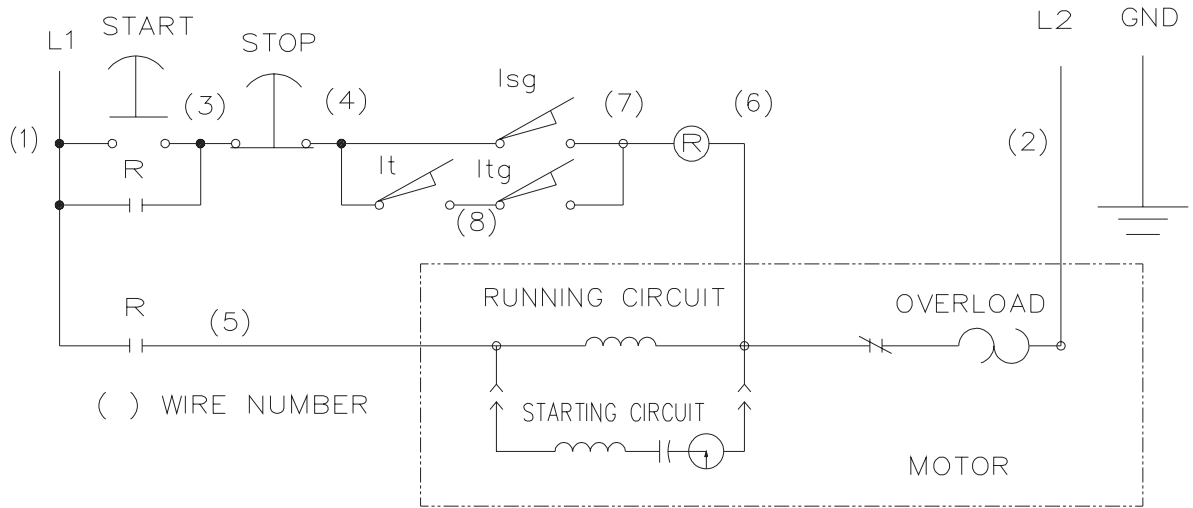 START
L1
STOP
L2
GND
(1)
(3)
(4)
Isg
(7)
(6)
(2)
R
R
It
Itg
(8)
RUNNING CIRCUIT
OVERLOAD
R
(5)
( ) WIRE NUMBER
STARTING CIRCUIT
MOTOR